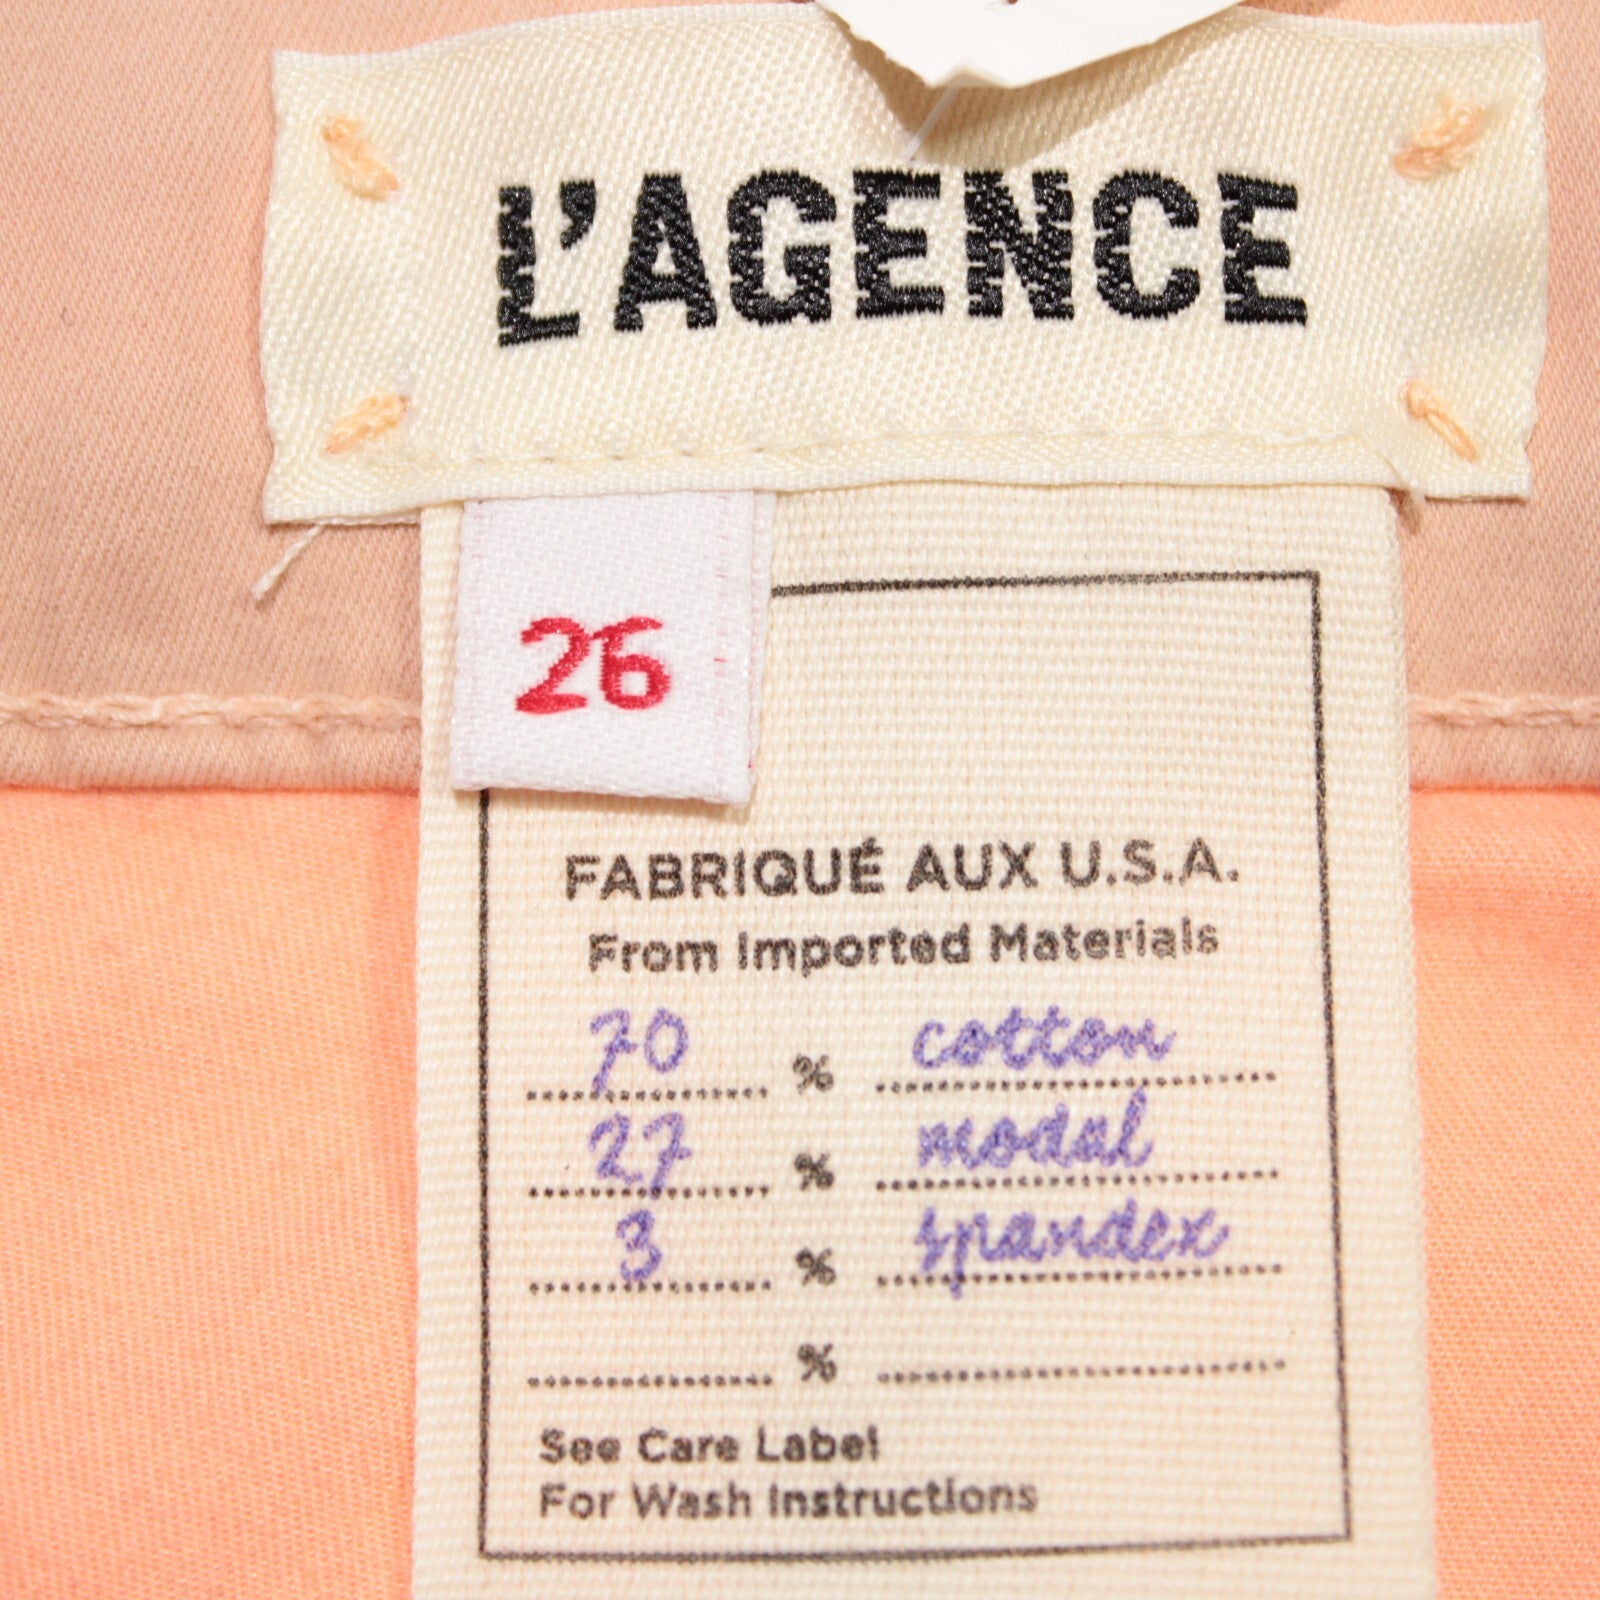 L'AGENCE
26
FABRIQUÉ AUX U.S.A.
From Imported Materials
70 % cotton
27 % modal
3 % spandex
%
See Care Label
For Wash Instructions